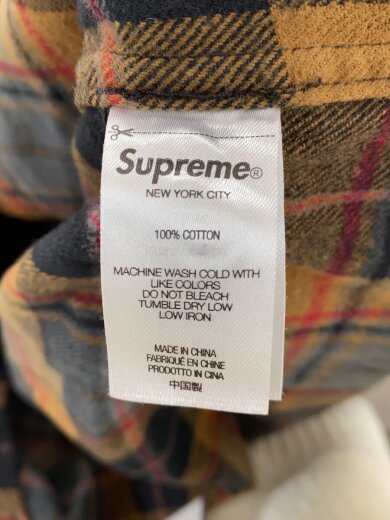 Supreme®
NEW YORK CITY
100% COTTON
MACHINE WASH COLD WITH
LIKE COLORS
DO NOT BLEACH
TUMBLE DRY LOW
LOW IRON
MADE IN CHINA
FABRIQUÉ EN CHINE
PRODOTTO IN CINA
中国製